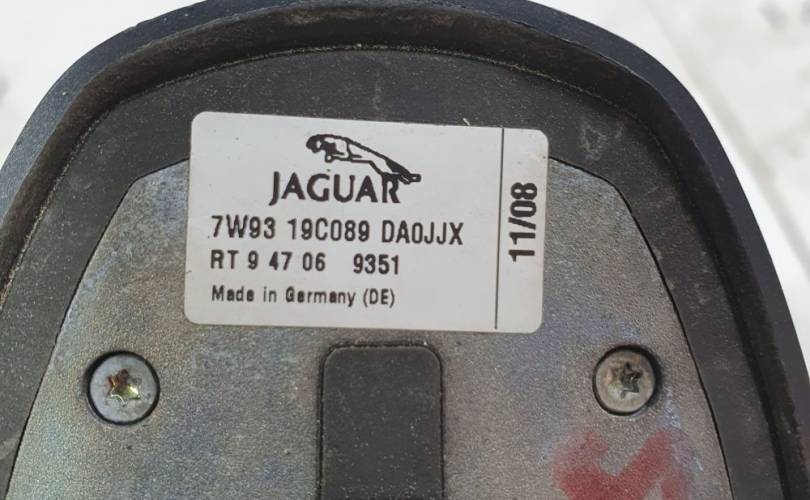 JAGUAR
7W93 19C089 DA0JJX
RT 9 47 06 9351
Made in Germany (DE)
11/08